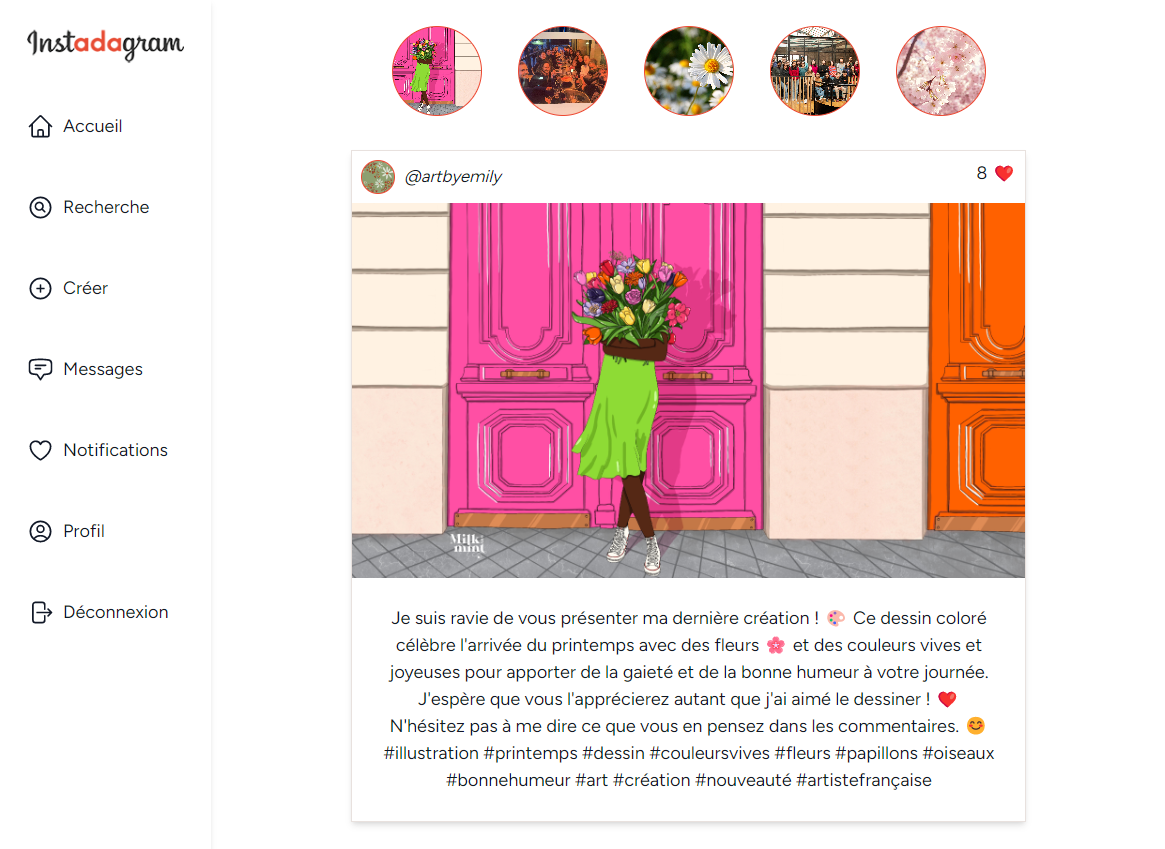 Instadagram
Accueil
Recherche
Créer
Messages
Notifications
Profil
Déconnexion
@artbyemily
8 ❤️
Milk
mint
Je suis ravie de vous présenter ma dernière création ! 🎨 Ce dessin coloré
célèbre l'arrivée du printemps avec des fleurs 🌸 et des couleurs vives et
joyeuses pour apporter de la gaieté et de la bonne humeur à votre journée.
J'espère que vous l'apprécierez autant que j'ai aimé le dessiner ! ❤️
N'hésitez pas à me dire ce que vous en pensez dans les commentaires. 😊
#illustration #printemps #dessin #couleursvives #fleurs #papillons #oiseaux
#bonnehumeur #art #création #nouveauté #artistefrançaise